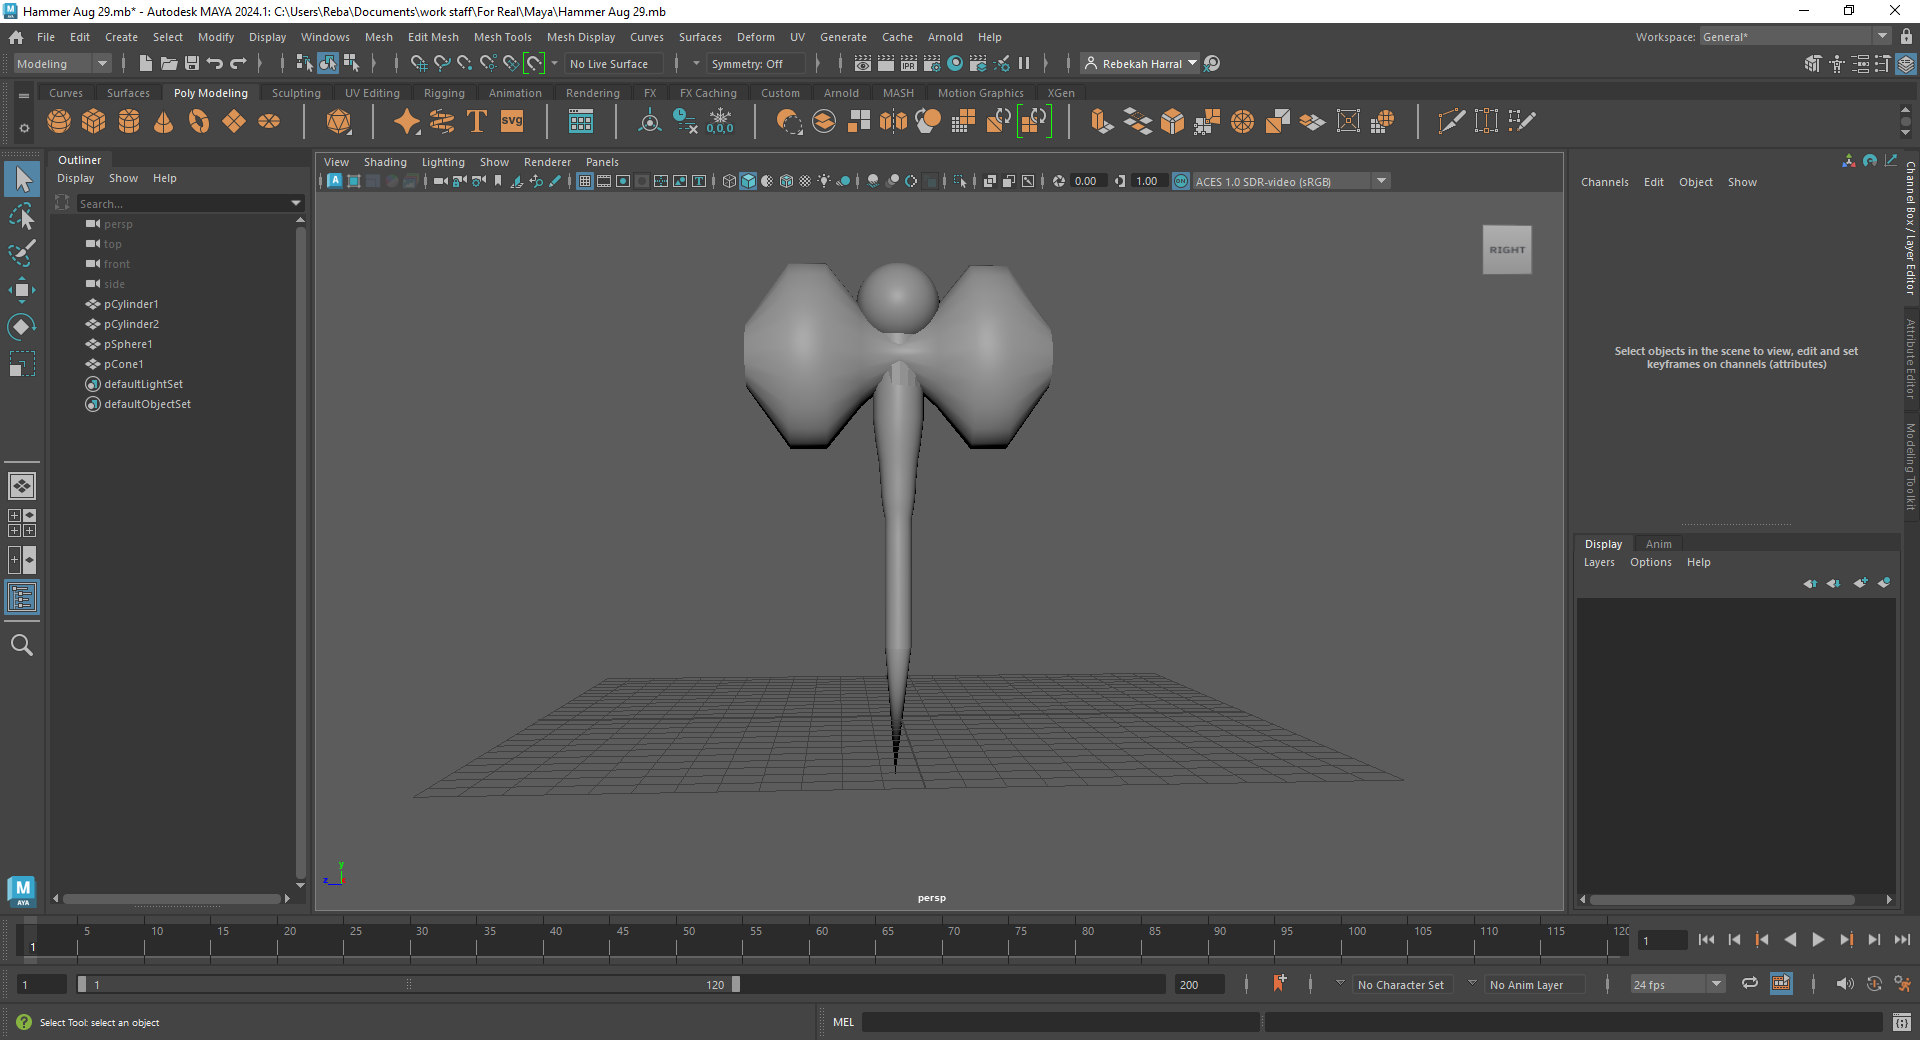 Hammer Aug 29.mb* - Autodesk MAYA 2024.1: C:\Users\Reba\Documents\work staff\For Real\Maya\Hammer Aug 29.mb
File Edit Create Select Modify Display Windows Mesh Edit Mesh Mesh Tools Mesh Display Curves Surfaces Deform UV Generate Cache Arnold Help
Workspace: General*
Modeling No Live Surface Symmetry: Off Rebekah Harral
Curves Surfaces Poly Modeling Sculpting UV Editing Rigging Animation Rendering FX FX Caching Custom Arnold MASH Motion Graphics XGen
T SVG 0,0,0
Outliner
Display Show Help
Search...
persp
top
front
side
pCylinder1
pCylinder2
pSphere1
pCone1
defaultLightSet
defaultObjectSet
View Shading Lighting Show Renderer Panels
0.00 1.00 ON ACES 1.0 SDR-video (sRGB)
RIGHT
y
z
persp
Channels Edit Object Show
Select objects in the scene to view, edit and set
keyframes on channels (attributes)
Channel Box / Layer Editor
Attribute Editor
Modeling Toolkit
Display Anim
Layers Options Help
M
AYA
5 10 15 20 25 30 35 40 45 50 55 60 65 70 75 80 85 90 95 100 105 110 115 120
1
1
1 1 120 200 No Character Set No Anim Layer 24 fps
Select Tool: select an object
MEL